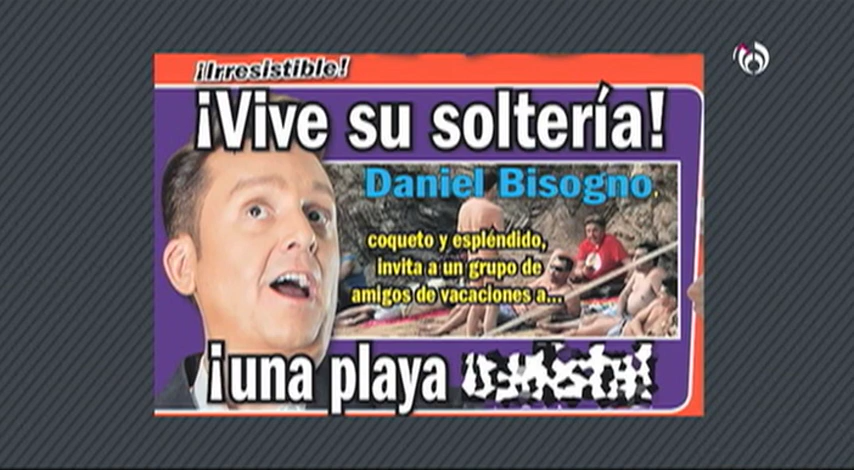 ¡Irresistible!
¡Vive su soltería!
Daniel Bisogno,
coqueto y espléndido,
invita a un grupo de
amigos de vacaciones a...
¡una playa